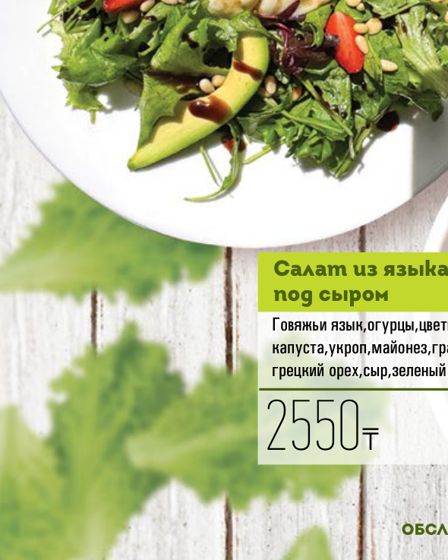 Салат из языка
под сыром
Говяжьи язык,огурцы,
капуста,укроп,майонез,
грецкий орех,сыр,зеленый
2550₸